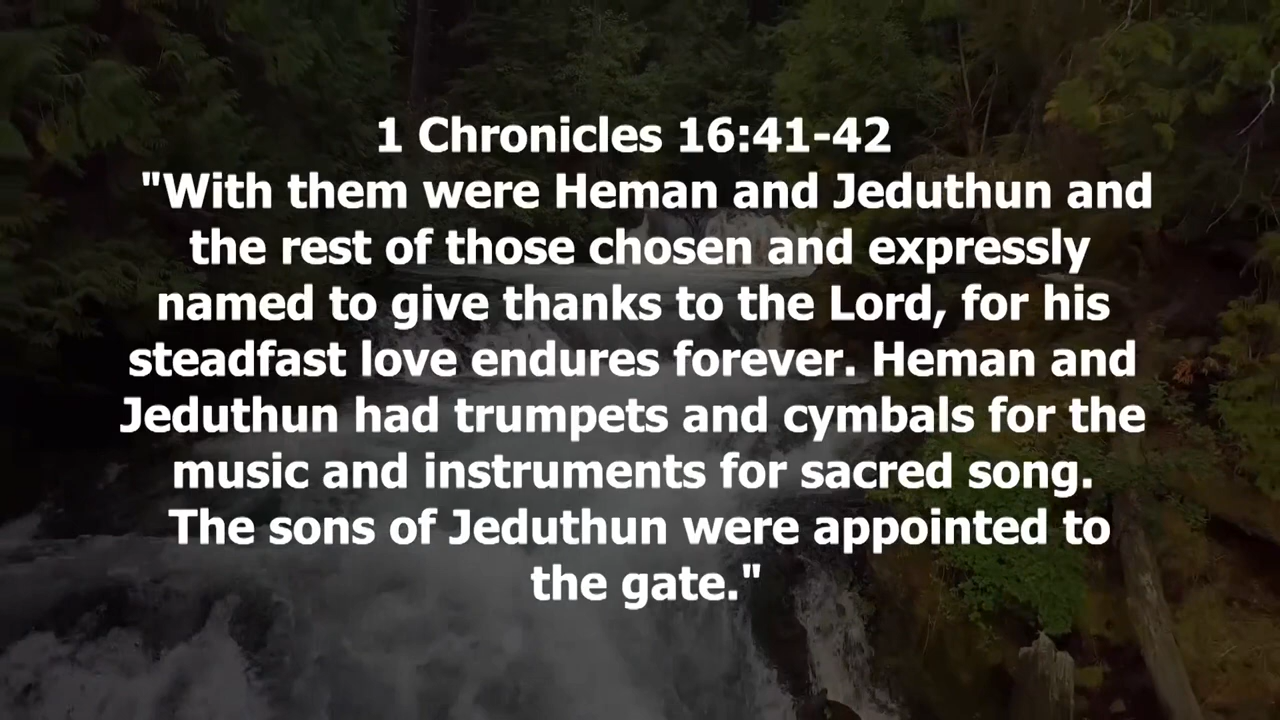 1 Chronicles 16:41-42
"With them were Heman and Jeduthun and
the rest of those chosen and expressly
named to give thanks to the Lord, for his
steadfast love endures forever. Heman and
Jeduthun had trumpets and cymbals for the
music and instruments for sacred song.
The sons of Jeduthun were appointed to
the gate."